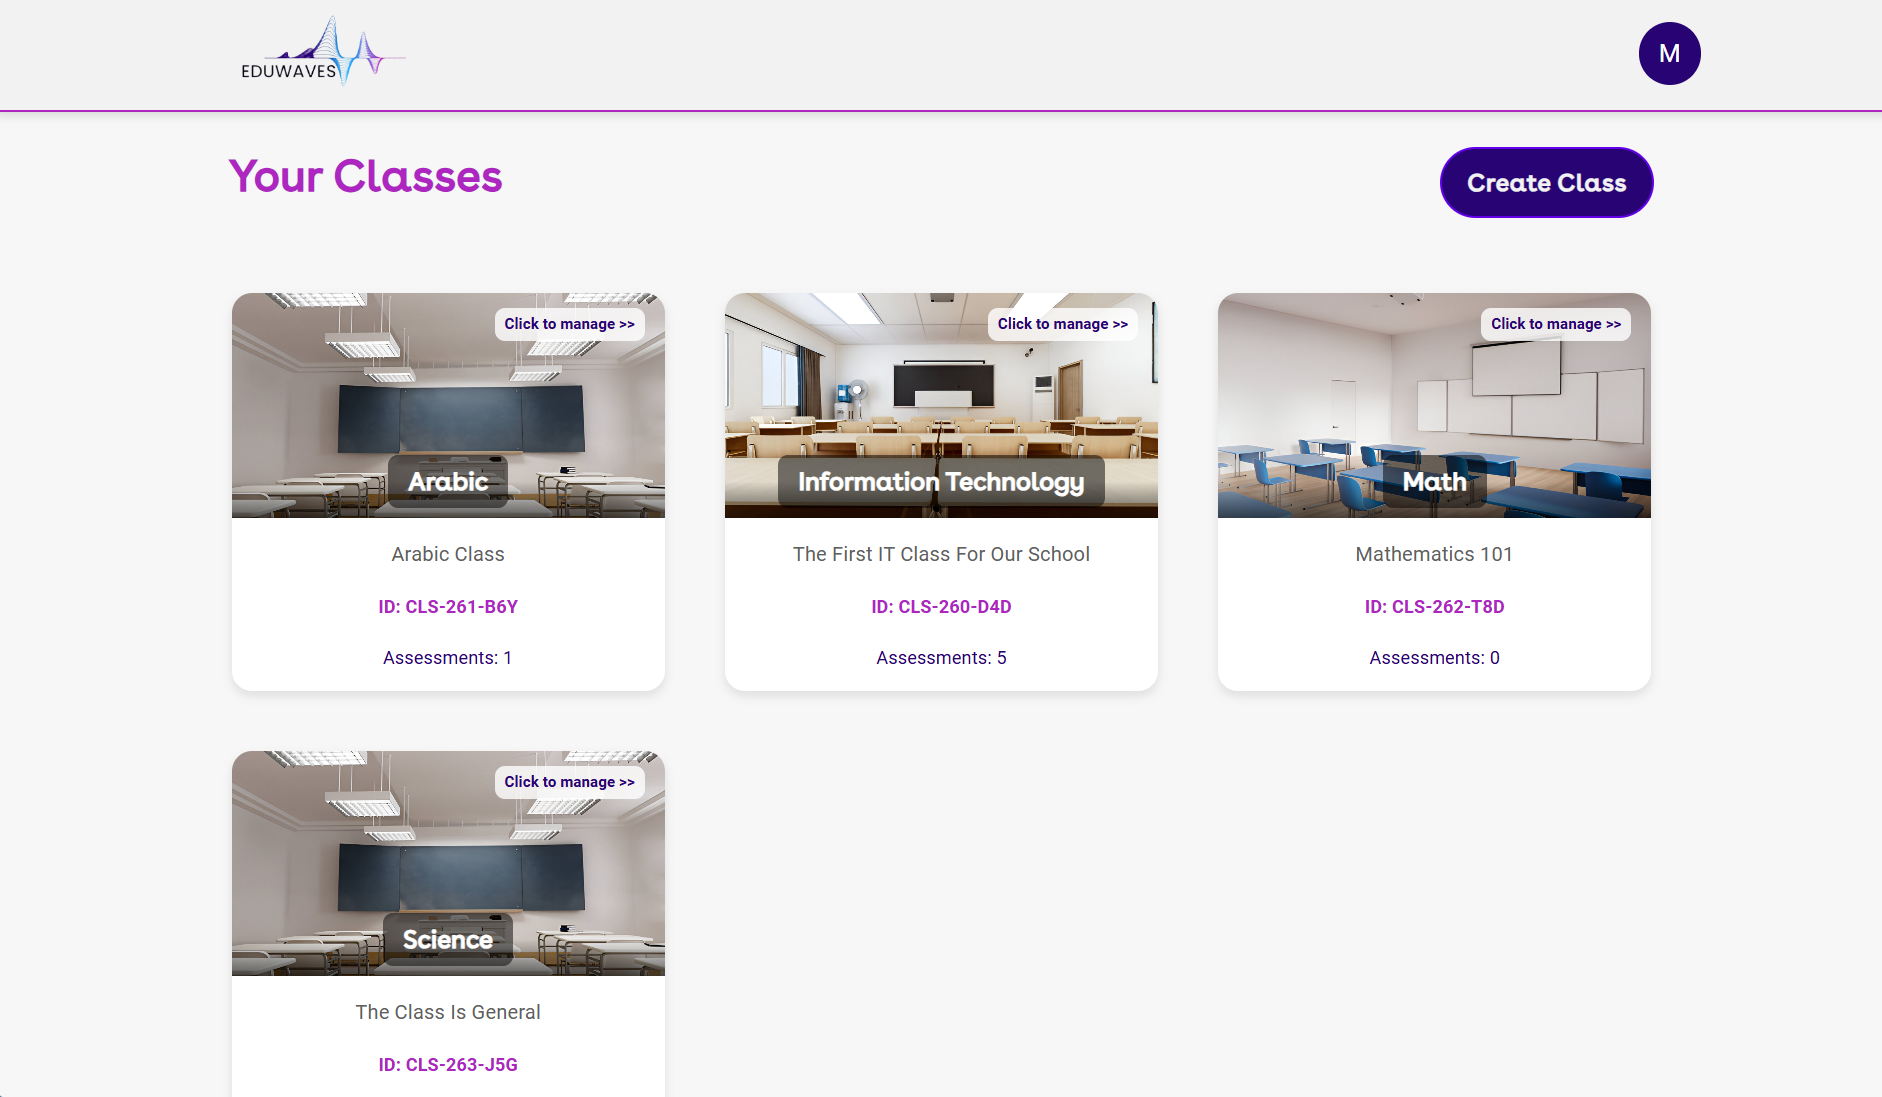 EDUWAVES
M
Your Classes
Create Class
Click to manage >>
Arabic
Arabic Class
ID: CLS-261-B6Y
Assessments: 1
Click to manage >>
Information Technology
The First IT Class For Our School
ID: CLS-260-D4D
Assessments: 5
Click to manage >>
Math
Mathematics 101
ID: CLS-262-T8D
Assessments: 0
Click to manage >>
Science
The Class Is General
ID: CLS-263-J5G